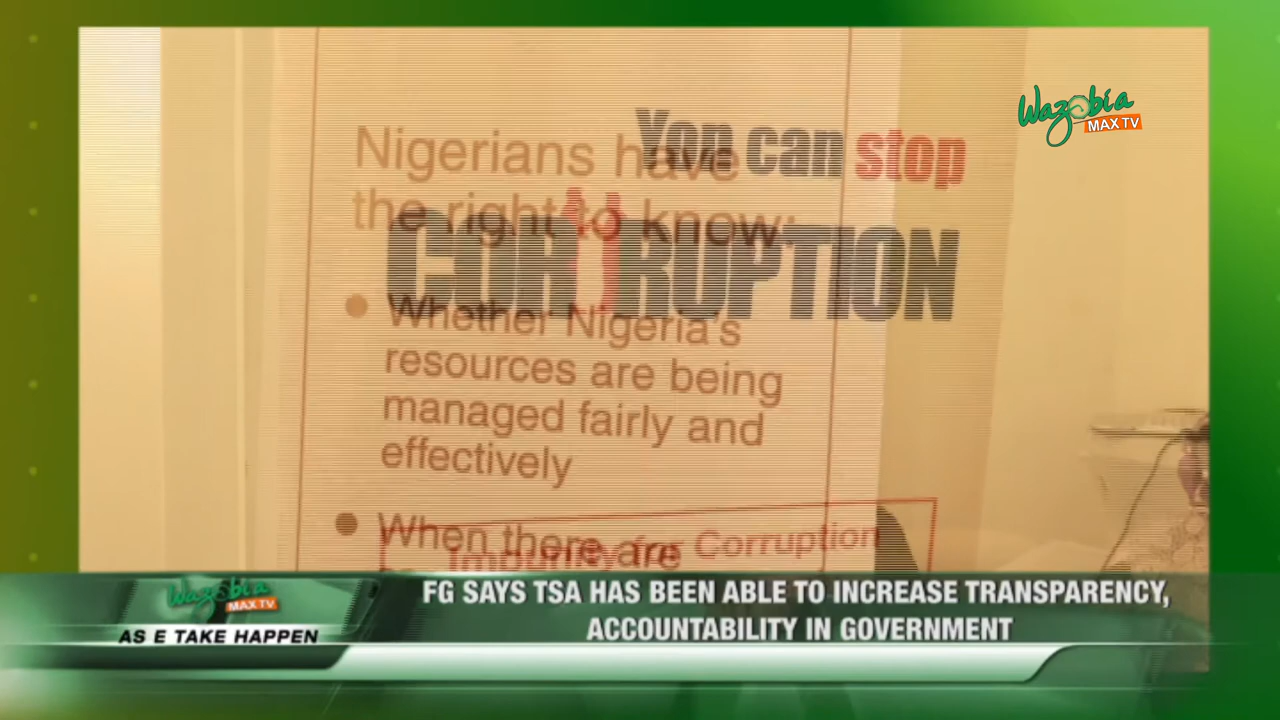 Wazobia
MAX TV
You can stop
CORRUPTION
Nigerians have
the right to know:
Whether Nigeria's
resources are being
managed fairly and
effectively
When there are
Impunity for Corruption
Wazobia
MAX TV
AS E TAKE HAPPEN
FG SAYS TSA HAS BEEN ABLE TO INCREASE TRANSPARENCY,
ACCOUNTABILITY IN GOVERNMENT